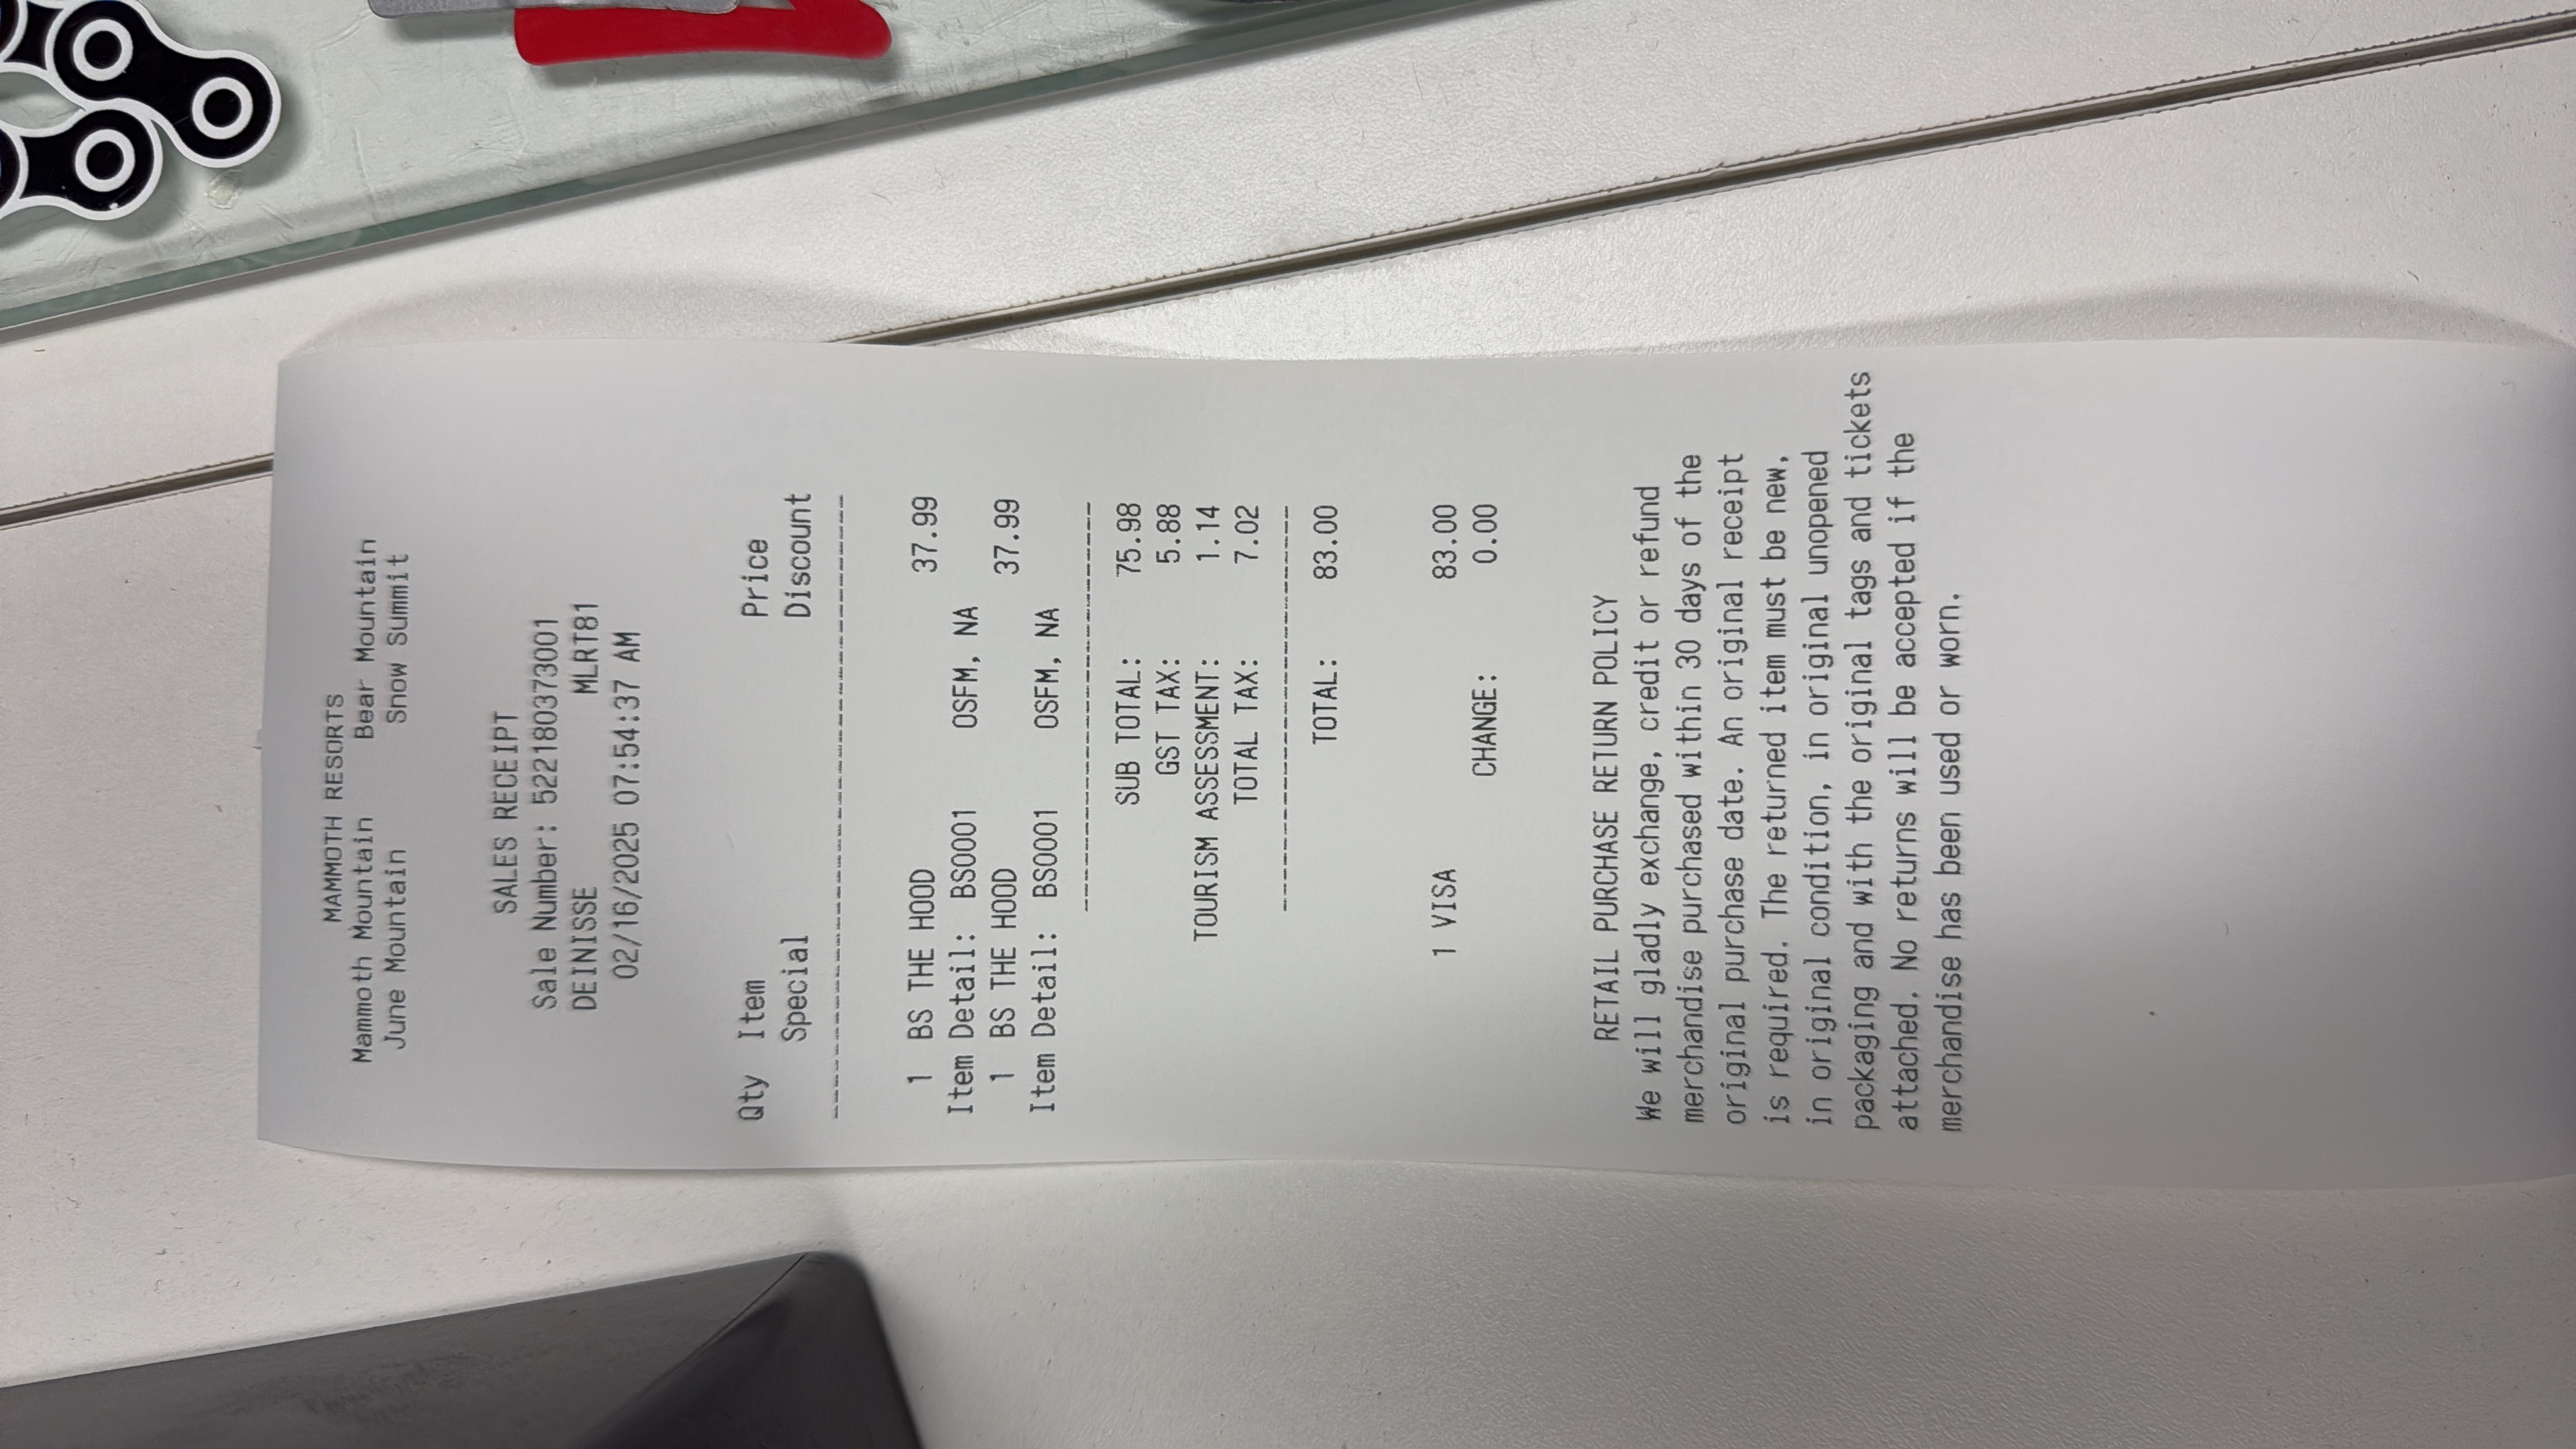 MAMMOTH RESORTS
Mammoth Mountain Bear Mountain
June Mountain Snow Summit
SALES RECEIPT
Sale Number: 522180373001
DEINISSE MLRT81
02/16/2025 07:54:37 AM
Qty Item Price
Special Discount
1 BS THE HOOD 37.99
Item Detail: BS0001 OSFM, NA
1 BS THE HOOD 37.99
Item Detail: BS0001 OSFM, NA
SUB TOTAL: 75.98
GST TAX: 5.88
TOURISM ASSESSMENT: 1.14
TOTAL TAX: 7.02
TOTAL: 83.00
1 VISA 83.00
CHANGE: 0.00
RETAIL PURCHASE RETURN POLICY
We will gladly exchange, credit or refund
merchandise purchased within 30 days of the
original purchase date. An original receipt
is required. The returned item must be new,
in original condition, in original unopened
packaging and with the original tags and tickets
attached. No returns will be accepted if the
merchandise has been used or worn.